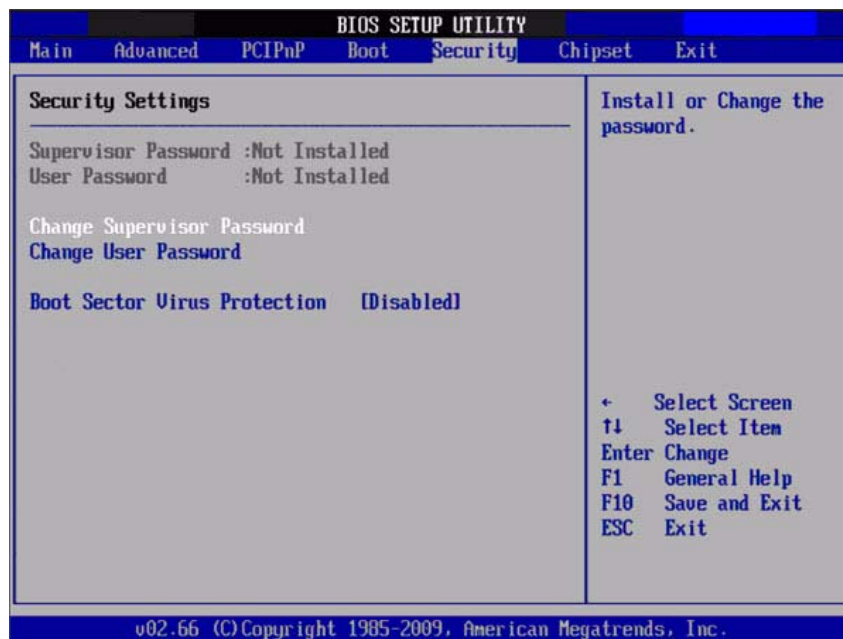 BIOS SETUP UTILITY
Main Advanced PCIPnP Boot Security Chipset Exit
Security Settings
Supervisor Password :Not Installed
User Password :Not Installed
Change Supervisor Password
Change User Password
Boot Sector Virus Protection [Disabled]
Install or Change the
password.
← Select Screen
↑↓ Select Item
Enter Change
F1 General Help
F10 Save and Exit
ESC Exit
v02.66 (C)Copyright 1985-2009, American Megatrends, Inc.